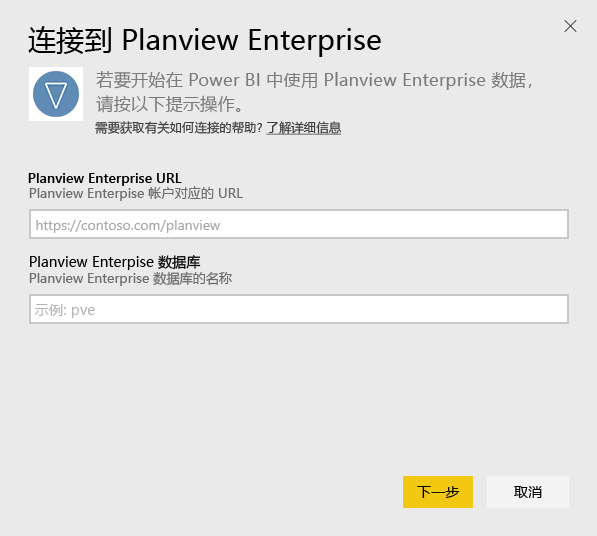 连接到 Planview Enterprise
若要开始在 Power BI 中使用 Planview Enterprise 数据，
请按以下提示操作。
需要获取有关如何连接的帮助? 了解详细信息
Planview Enterprise URL
Planview Enterpise 帐户对应的 URL
https://contoso.com/planview
Planview Enterpise 数据库
Planview Enterprise 数据库的名称
示例: pve
下一步 取消